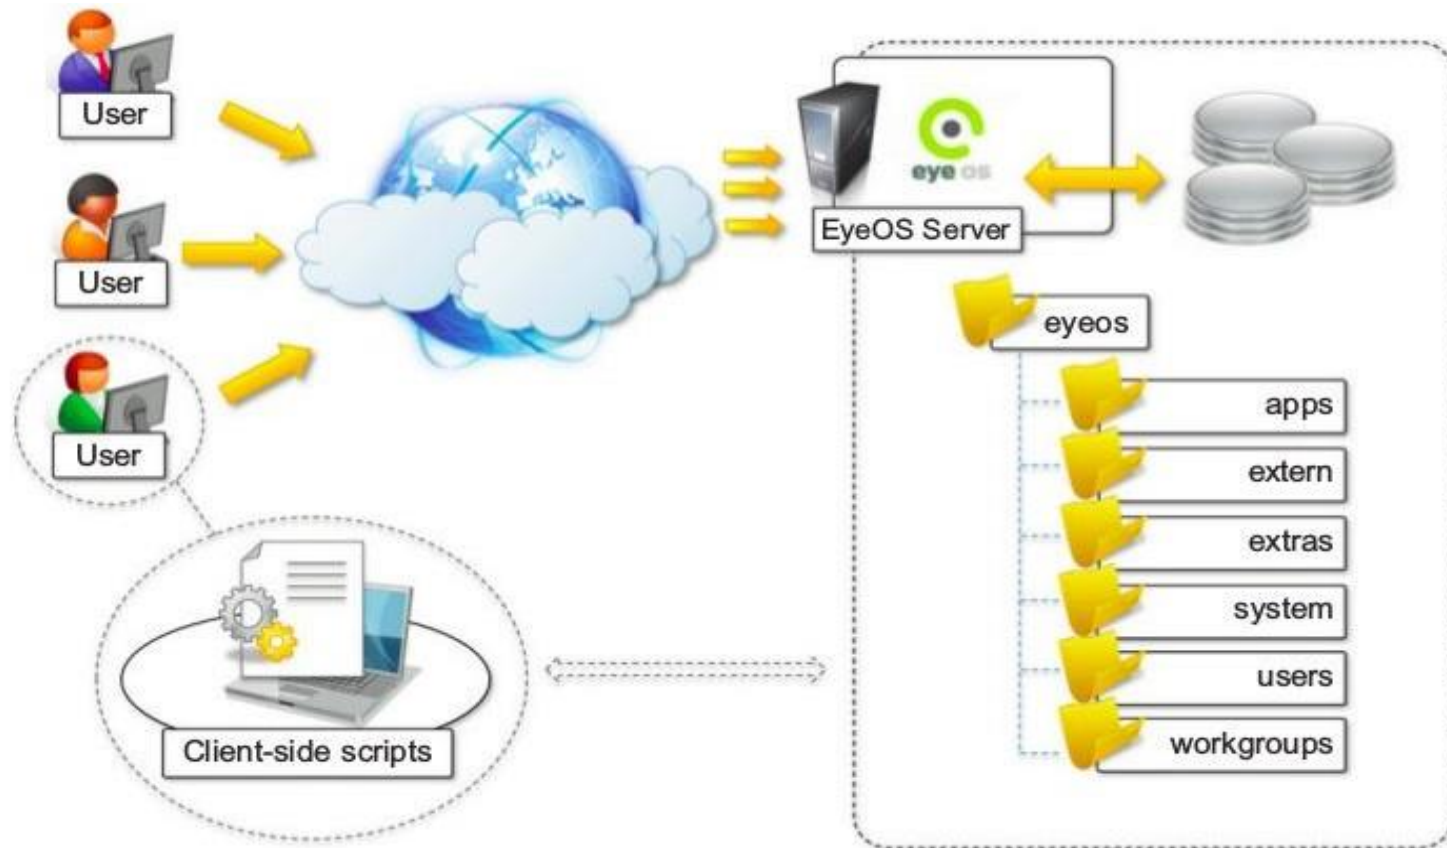 User
User
User
Client-side scripts
eye os
EyeOS Server
eyeos
apps
extern
extras
system
users
workgroups